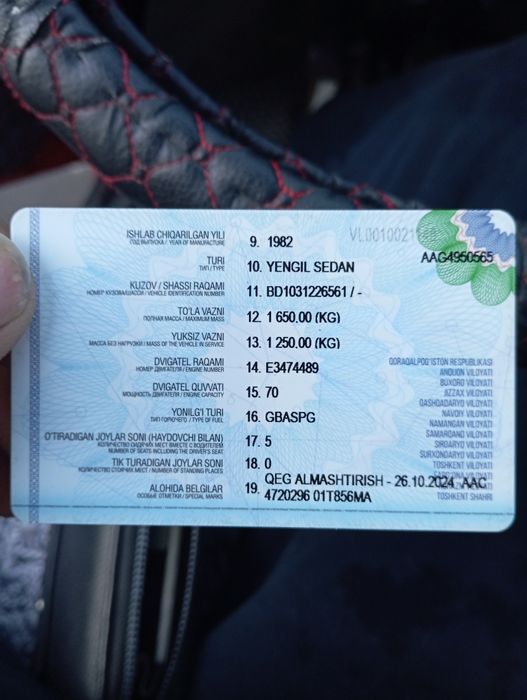 ISHLAB CHIQARILGAN YILI
ГОД ВЫПУСКА / YEAR OF MANUFACTURE
9. 1982
AAG4950565
TURI
ТИП / TYPE
10. YENGIL SEDAN
KUZOV / SHASSI RAQAMI
НОМЕР КУЗОВА/ШАССИ / VEHICLE IDENTIFICATION NUMBER
11. BD1031226561 / -
TO'LA VAZNI
ПОЛНАЯ МАССА / MAXIMUM MASS
12. 1 650.00 (KG)
YUKSIZ VAZNI
МАССА БЕЗ НАГРУЗКИ / MASS OF THE VEHICLE IN SERVICE
13. 1 250.00 (KG)
DVIGATEL RAQAMI
НОМЕР ДВИГАТЕЛЯ / ENGINE NUMBER
14. E3474489
DVIGATEL QUVVATI
МОЩНОСТЬ ДВИГАТЕЛЯ / ENGINE CAPACITY
15. 70
YONILG'I TURI
ТИП ГОРЮЧЕГО / TYPE OF FUEL
16. GBASPG
O'TIRADIGAN JOYLAR SONI (HAYDOVCHI BILAN)
КОЛИЧЕСТВО СИДЯЧИХ МЕСТ ВМЕСТЕ С ВОДИТЕЛЕМ
NUMBER OF SEATS INCLUDING THE DRIVER'S SEAT
17. 5
TIK TURADIGAN JOYLAR SONI
КОЛИЧЕСТВО СТОЯЧИХ МЕСТ / NUMBER OF STANDING PLACES
18. 0
ALOHIDA BELGILAR
ОСОБЫЕ ОТМЕТКИ / SPECIAL MARKS
19. QEG ALMASHTIRISH - 26.10.2024 AAC
4720296 01T856MA
QORAQALPOG'ISTON RESPUBLIKASI
ANDIJON VILOYATI
BUXORO VILOYATI
JIZZAX VILOYATI
QASHQADARYO VILOYATI
NAVOIY VILOYATI
NAMANGAN VILOYATI
SAMARQAND VILOYATI
SIRDARYO VILOYATI
SURXONDARYO VILOYATI
TOSHKENT VILOYATI
TOSHKENT SHAHRI